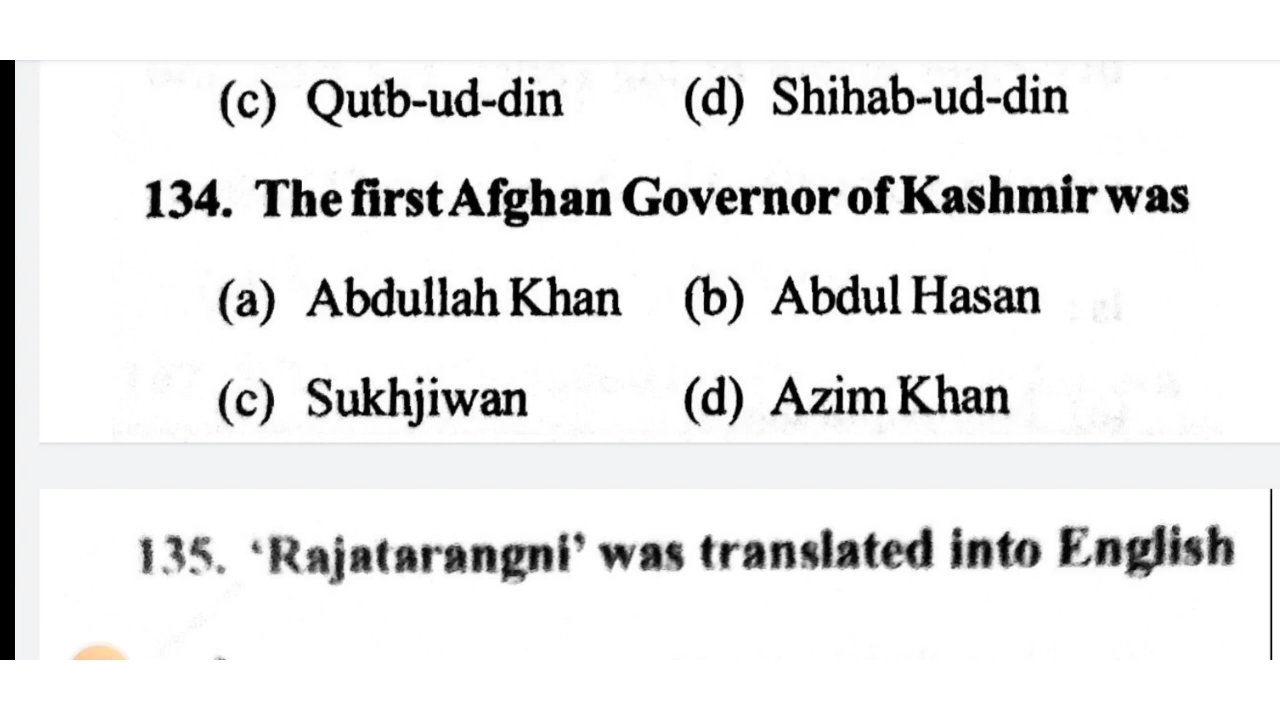 (c) Qutb-ud-din (d) Shihab-ud-din
134. The first Afghan Governor of Kashmir was
(a) Abdullah Khan (b) Abdul Hasan
(c) Sukhjiwan (d) Azim Khan
135. ‘Rajatarangni’ was translated into English